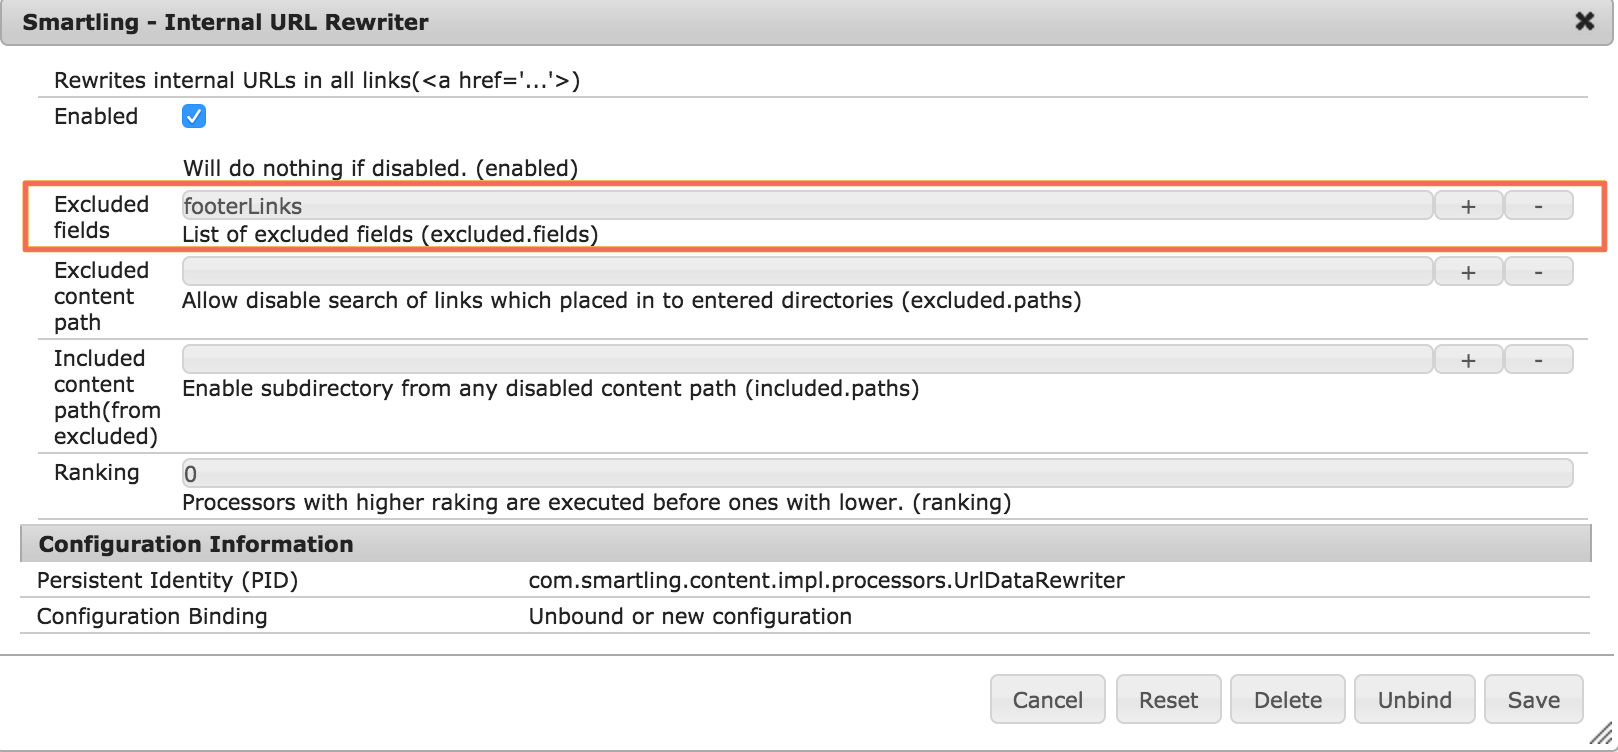 Smartling - Internal URL Rewriter
Rewrites internal URLs in all links(<a href='...'>)
Enabled
Will do nothing if disabled. (enabled)
Excluded
fields
footerLinks
+
-
List of excluded fields (excluded.fields)
Excluded
content
path
+
-
Allow disable search of links which placed in to entered directories (excluded.paths)
Included
content
path(from
excluded)
+
-
Enable subdirectory from any disabled content path (included.paths)
Ranking
0
Processors with higher raking are executed before ones with lower. (ranking)
Configuration Information
Persistent Identity (PID) com.smartling.content.impl.processors.UrlDataRewriter
Configuration Binding Unbound or new configuration
Cancel Reset Delete Unbind Save